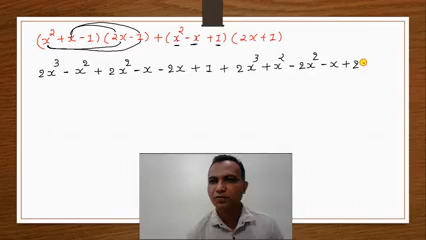 (x² + x - 1)(2x - 1) + (x² - x + 1)(2x + 1)
2x³ - x² + 2x² - x - 2x + 1 + 2x³ + x² - 2x² - x + 2